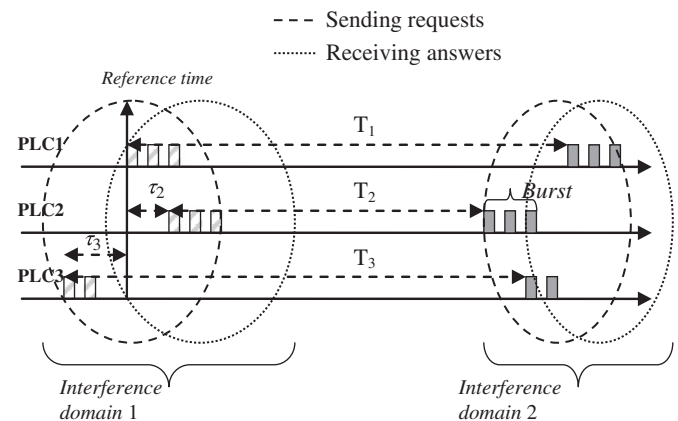 Sending requests
Receiving answers
Reference time
PLC1
T1
PLC2
τ2
T2
Burst
PLC3
τ3
T3
Interference
domain 1
Interference
domain 2